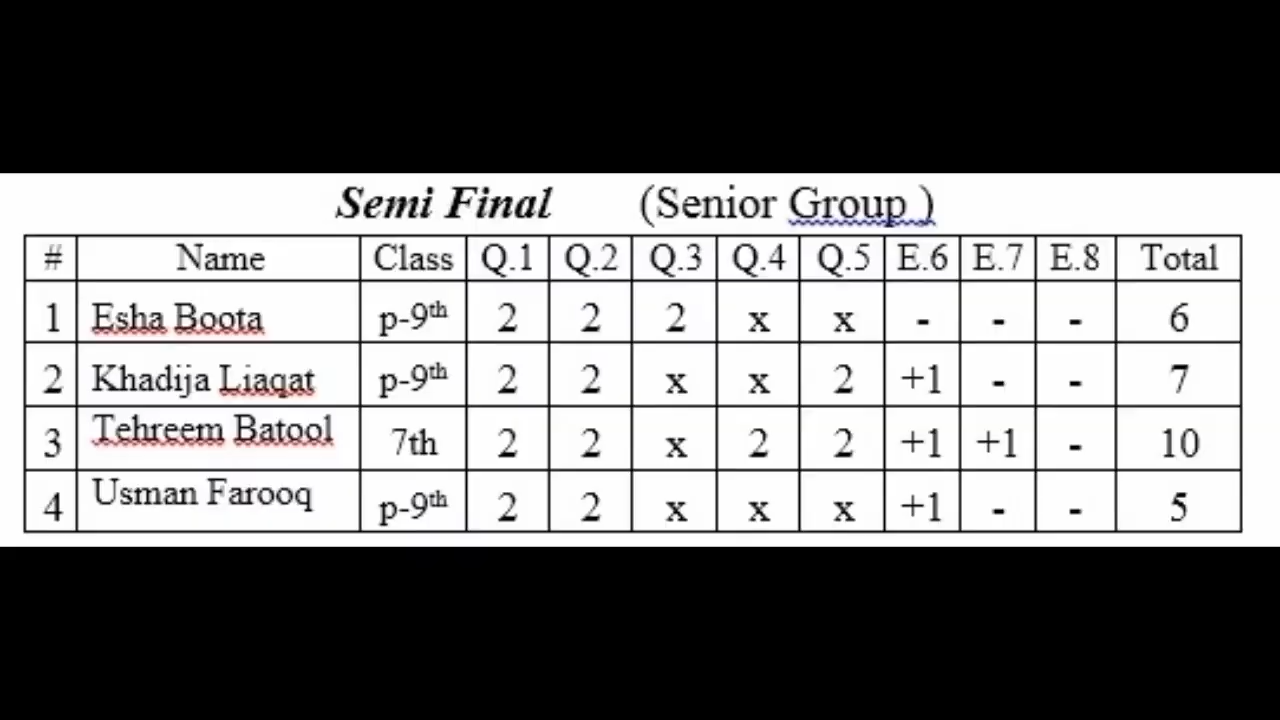 Semi Final (Senior Group )
# Name Class Q.1 Q.2 Q.3 Q.4 Q.5 E.6 E.7 E.8 Total
1 Esha Boota p-9th 2 2 2 x x - - - 6
2 Khadija Liaqat p-9th 2 2 x x 2 +1 - - 7
3 Tehreem Batool 7th 2 2 x 2 2 +1 +1 - 10
4 Usman Farooq p-9th 2 2 x x x +1 - - 5